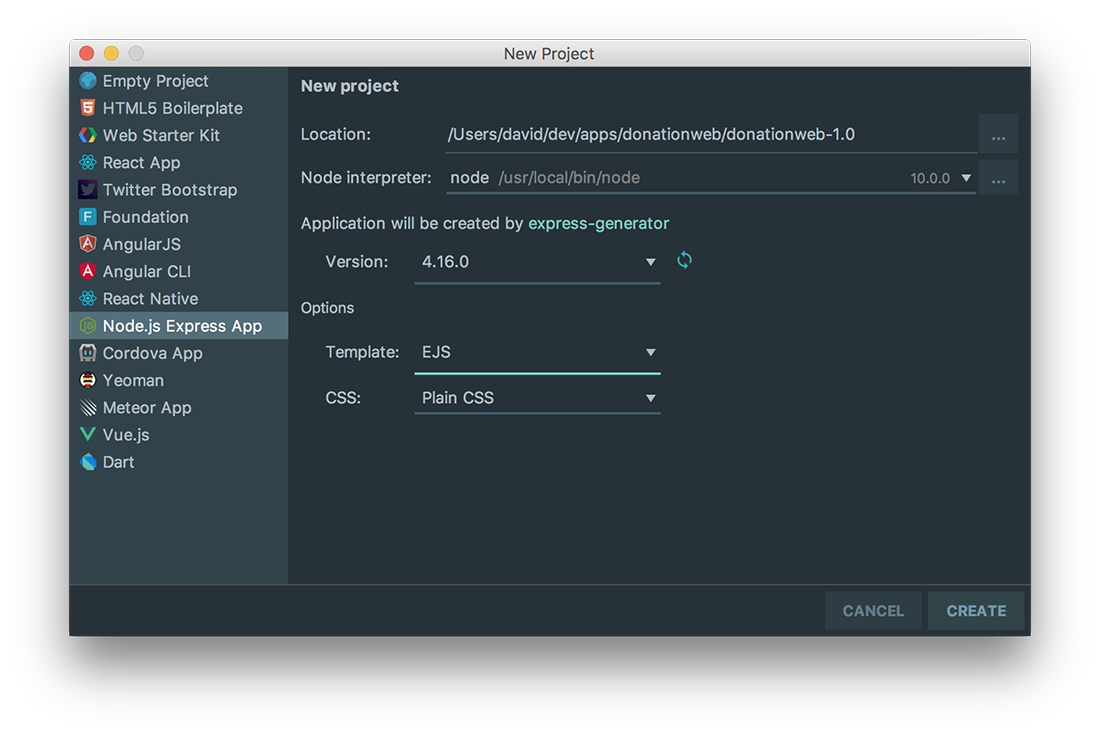 New Project
Empty Project
HTML5 Boilerplate
Web Starter Kit
React App
Twitter Bootstrap
Foundation
AngularJS
Angular CLI
React Native
Node.js Express App
Cordova App
Yeoman
Meteor App
Vue.js
Dart
New project
Location: /Users/david/dev/apps/donationweb/donationweb-1.0 ...
Node interpreter: node /usr/local/bin/node 10.0.0 ...
Application will be created by express-generator
Version: 4.16.0
Options
Template: EJS
CSS: Plain CSS
CANCEL CREATE